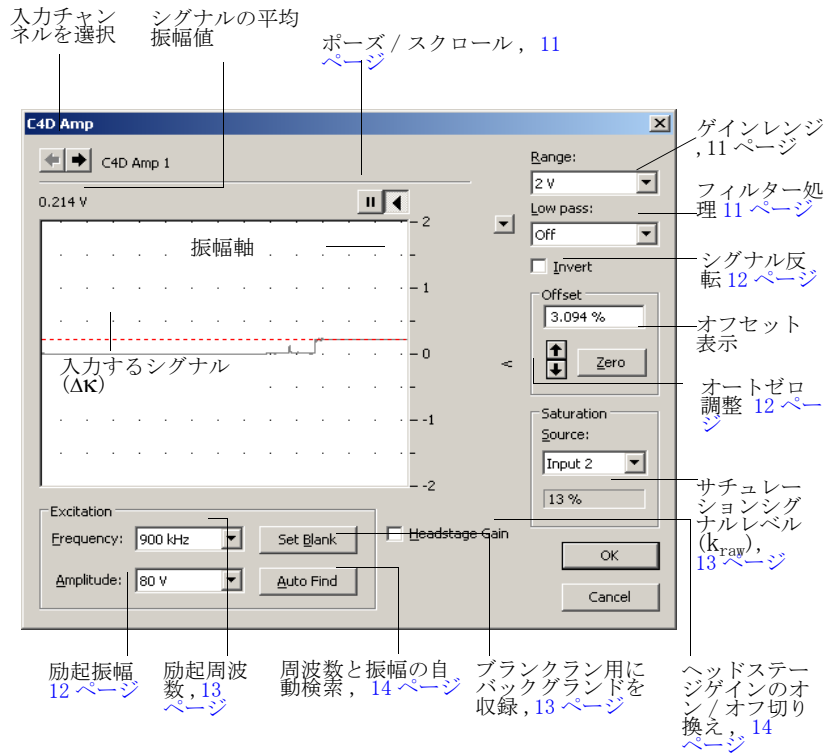 入力チャン
ネルを選択
シグナルの平均
振幅値
ポーズ / スクロール , 11
ページ
C4D Amp
C4D Amp 1
0.214 V
振幅軸
2
1
0
-1
-2
入力するシグナル
(Δκ)
V
Range:
2 V
Low pass:
Off
Invert
Offset
3.094 %
Zero
Saturation
Source:
Input 2
13 %
Excitation
Frequency:
900 kHz
Set Blank
Amplitude:
80 V
Auto Find
Headstage Gain
OK
Cancel
ゲインレンジ
, 11 ページ
フィルター処
理 11 ページ
シグナル反
転 12 ページ
オフセット
表示
オートゼロ
調整 12 ペー
ジ
サチュレー
ションシグ
ナルレベル
(kraw),
13 ページ
励起振幅
12 ページ
励起周波
数 , 13
ページ
周波数と振幅の自
動検索 , 14 ページ
ブランクラン用に
バックグランドを
収録 , 13 ページ
ヘッドステー
ジゲインのオ
ン / オフ切り
換え , 14
ページ